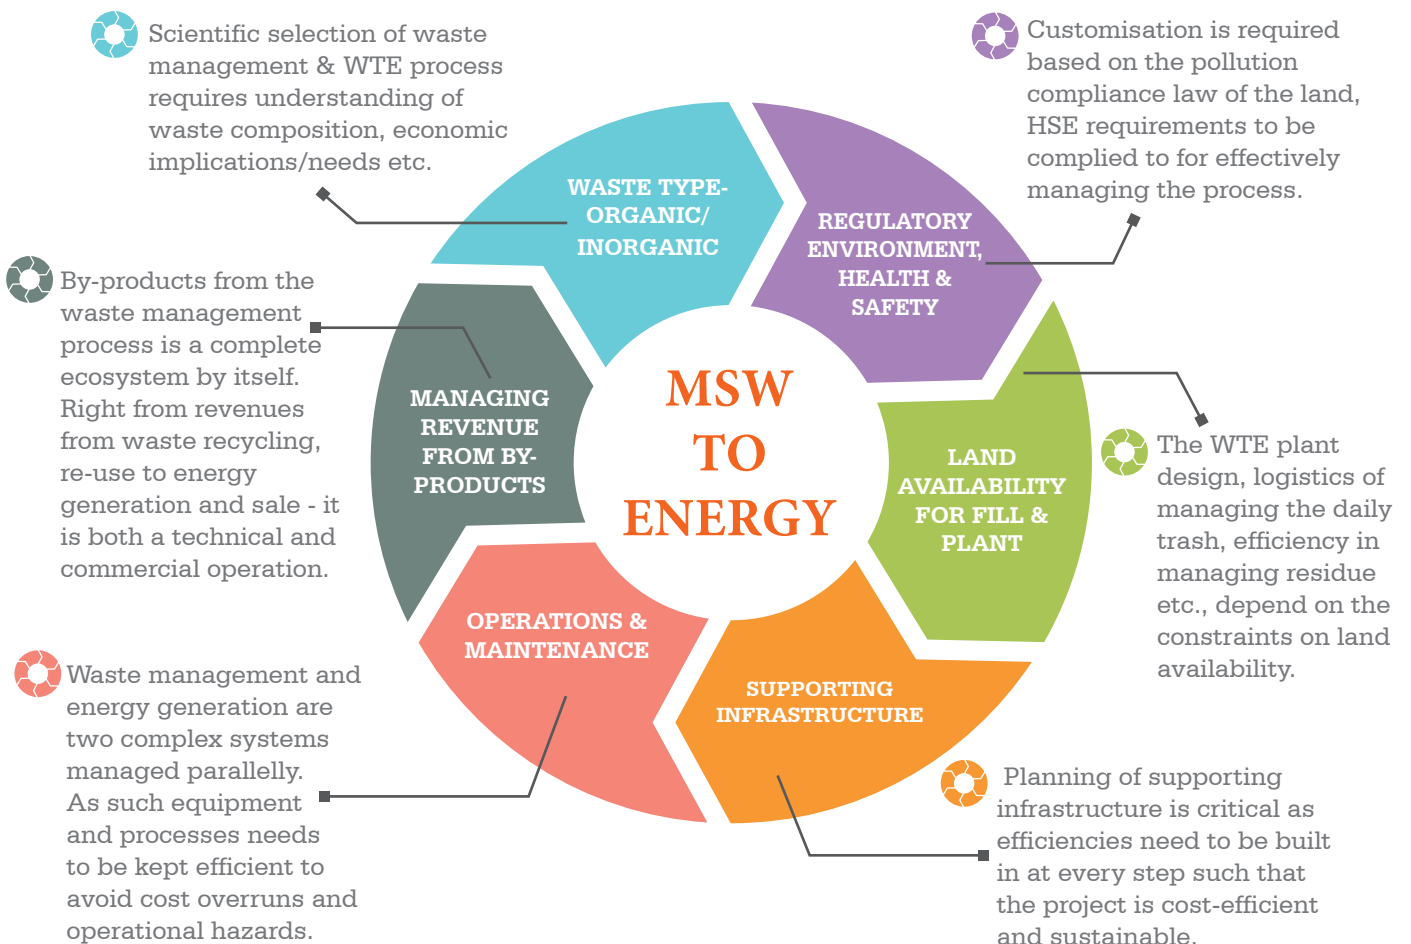 Scientific selection of waste
management & WTE process
requires understanding of
waste composition, economic
implications/needs etc.
Customisation is required
based on the pollution
compliance law of the land,
HSE requirements to be
complied to for effectively
managing the process.
WASTE TYPE-
ORGANIC/
INORGANIC
REGULATORY
ENVIRONMENT,
HEALTH &
SAFETY
By-products from the
waste management
process is a complete
ecosystem by itself.
Right from revenues
from waste recycling,
re-use to energy
generation and sale - it
is both a technical and
commercial operation.
MANAGING
REVENUE
FROM BY-
PRODUCTS
MSW
TO
ENERGY
LAND
AVAILABILITY
FOR FILL &
PLANT
The WTE plant
design, logistics of
managing the daily
trash, efficiency in
managing residue
etc., depend on the
constraints on land
availability.
OPERATIONS &
MAINTENANCE
SUPPORTING
INFRASTRUCTURE
Waste management and
energy generation are
two complex systems
managed parallelly.
As such equipment
and processes needs
to be kept efficient to
avoid cost overruns and
operational hazards.
Planning of supporting
infrastructure is critical as
efficiencies need to be built
in at every step such that
the project is cost-efficient
and sustainable.